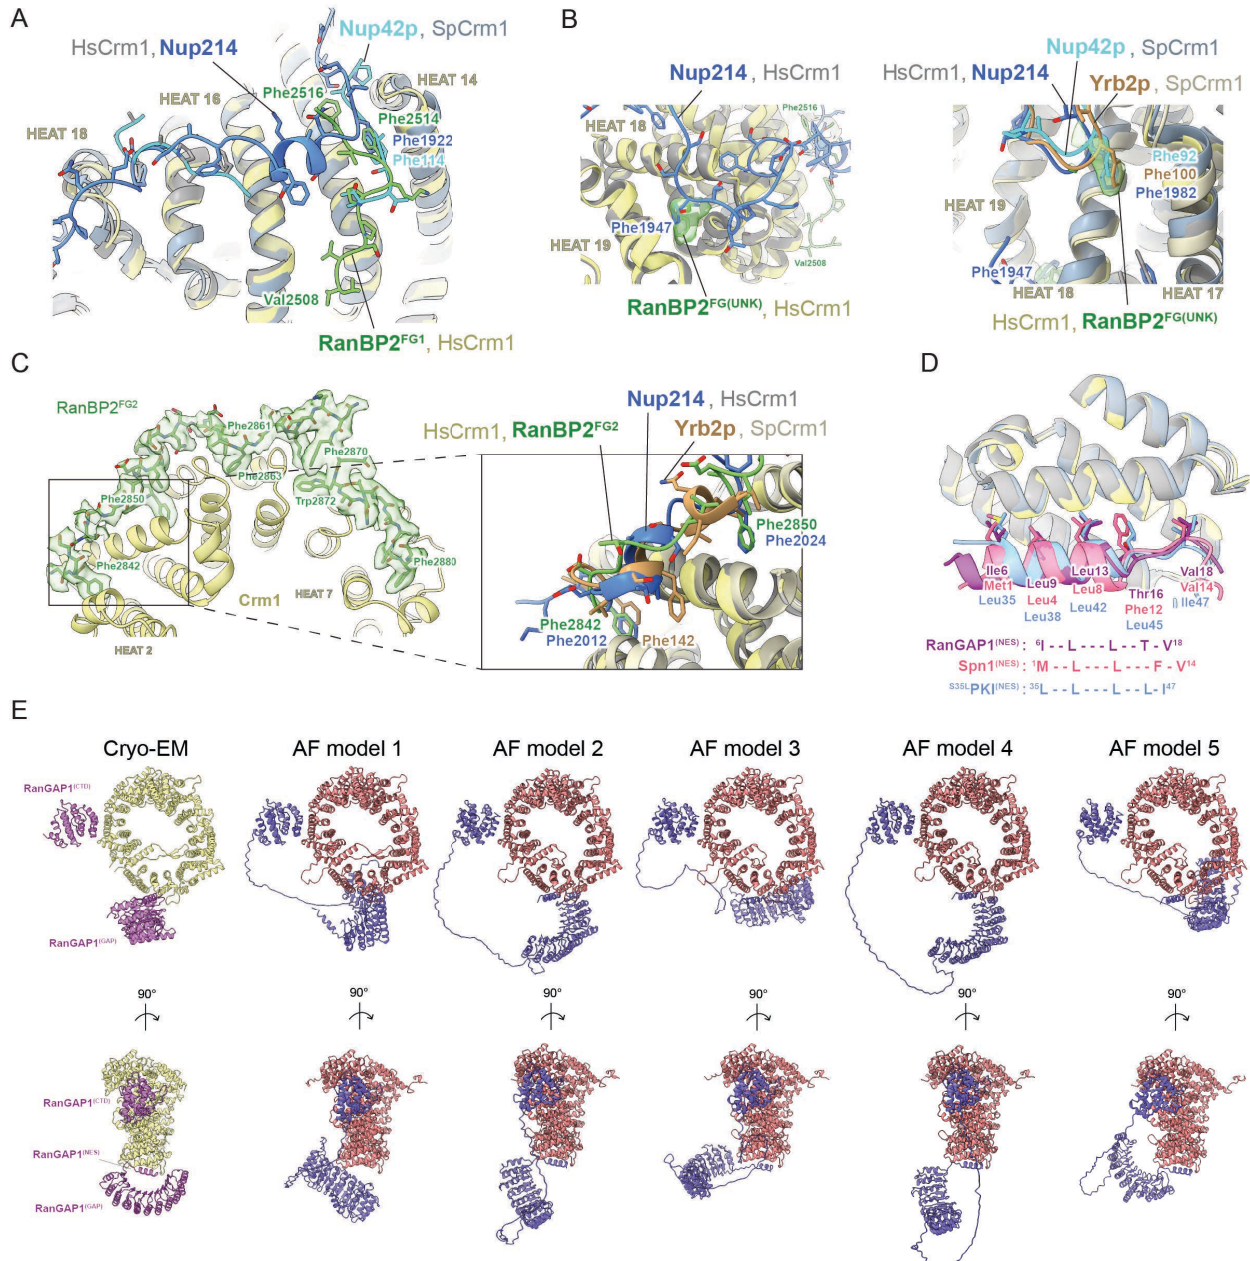 A
HsCrm1, Nup214
Nup42p, SpCrm1
HEAT 14
HEAT 16
HEAT 18
Phe2516
Phe2514
Phe1922
Phe114
Val2508
RanBP2FG1, HsCrm1
B
Nup214, HsCrm1
HEAT 18
Phe2516
Phe1947
HEAT 19
Val2508
RanBP2FG(UNK), HsCrm1
Nup42p, SpCrm1
HsCrm1, Nup214
Yrb2p, SpCrm1
Phe92
Phe100
Phe1982
HEAT 19
Phe1947
HEAT 18
HEAT 17
HsCrm1, RanBP2FG(UNK)
C
RanBP2FG2
Phe2861
Phe2870
Phe2863
Phe2850
Trp2872
Phe2842
Phe2880
Crm1
HEAT 7
HEAT 2
Nup214, HsCrm1
HsCrm1, RanBP2FG2
Yrb2p, SpCrm1
Phe2850
Phe2024
Phe2842
Phe2012
Phe142
D
Ile6
Met1
Leu35
Leu9
Leu4
Leu38
Leu13
Leu8
Leu42
Thr16
Phe12
Leu45
Val18
Val14
Ile47
RanGAP1(NES) : 6I - - L - - - L - - T - V18
Spn1(NES) : 1M - - L - - - L - - - F - V14
S35LPKI(NES) : 35L - - L - - - L - - L- I47
E
Cryo-EM
AF model 1
AF model 2
AF model 3
AF model 4
AF model 5
RanGAP1(CTD)
RanGAP1(GAP)
90°
90°
90°
90°
90°
90°
RanGAP1(CTD)
RanGAP1(NES)
RanGAP1(GAP)